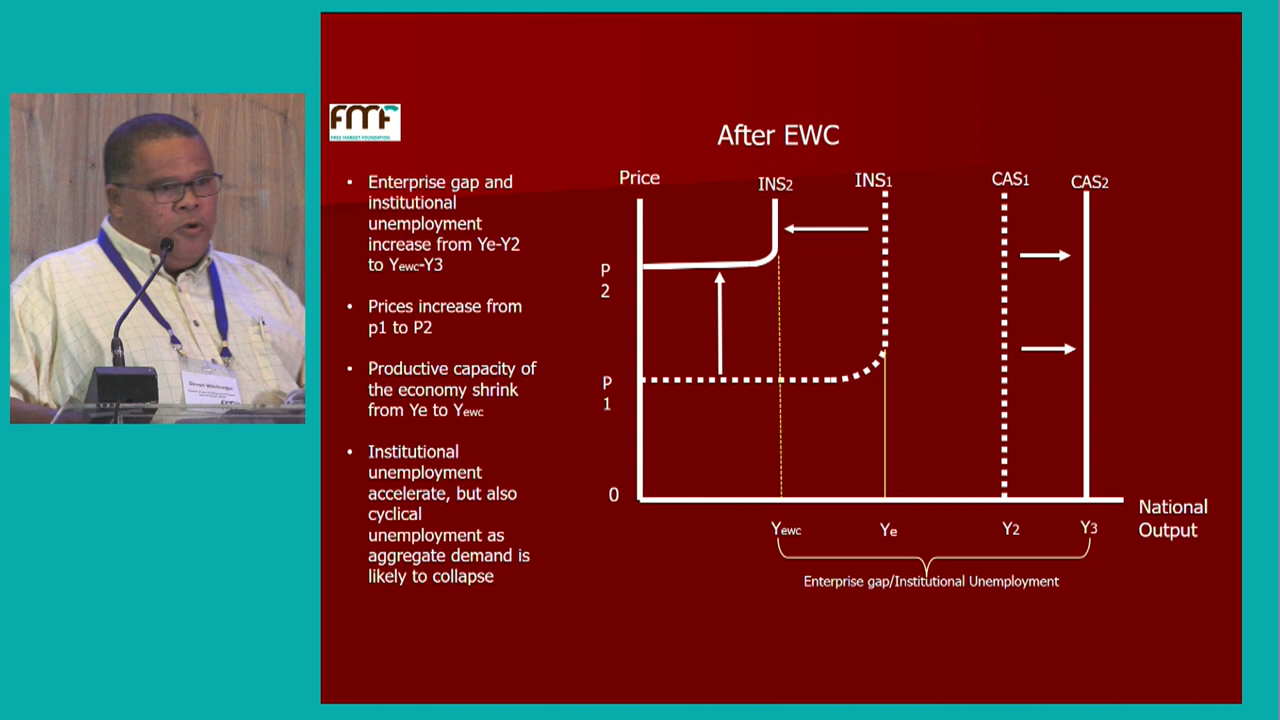 FMF
FREE MARKET FOUNDATION
After EWC
• Enterprise gap and
institutional
unemployment
increase from Ye-Y2
to Yewc-Y3
• Prices increase from
p1 to P2
• Productive capacity of
the economy shrink
from Ye to Yewc
• Institutional
unemployment
accelerate, but also
cyclical
unemployment as
aggregate demand is
likely to collapse
Price
INS2
INS1
CAS1
CAS2
P
2
P
1
0
National
Output
Yewc
Ye
Y2
Y3
Enterprise gap/Institutional Unemployment